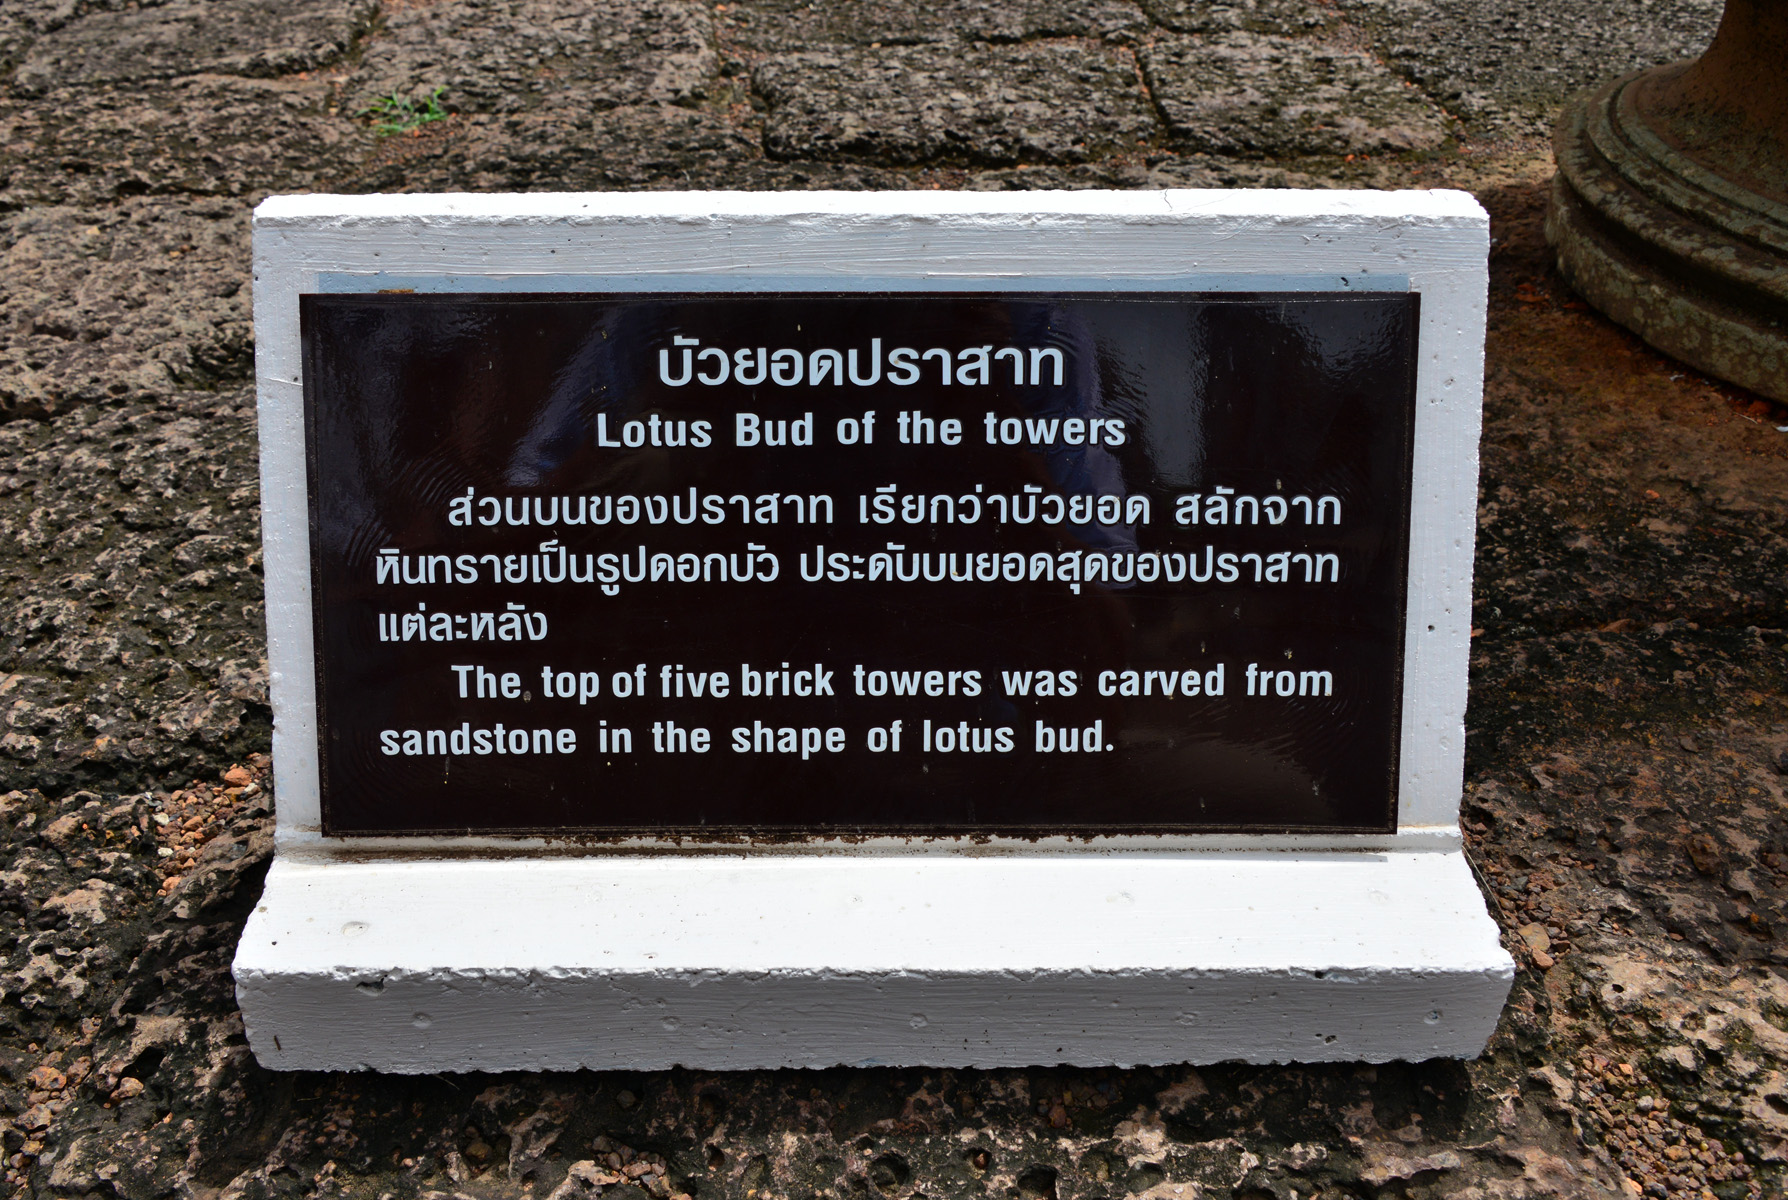 บัวยอดปราสาท
Lotus Bud of the towers
ส่วนบนของปราสาท เรียกว่าบัวยอด สลักจาก
หินทรายเป็นรูปดอกบัว ประดับบนยอดสุดของปราสาท
แต่ละหลัง
The top of five brick towers was carved from
sandstone in the shape of lotus bud.